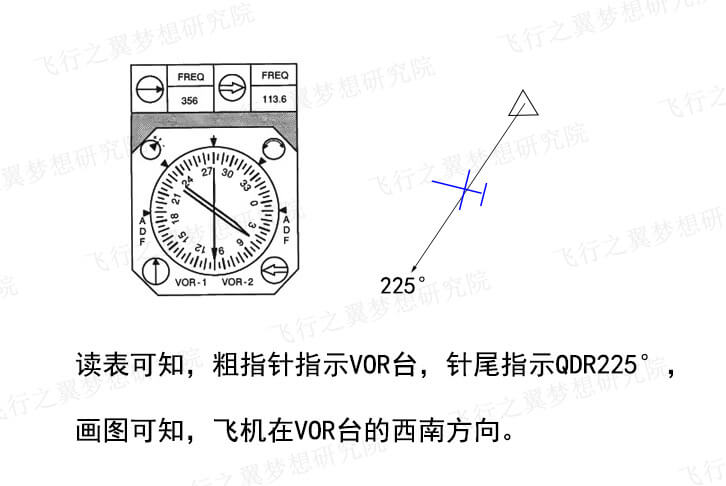 FREQ
356
FREQ
113.6
27
30
33
0
3
6
9
12
15
18
21
24
ADF
ADF
VOR-1
VOR-2
225°
读表可知，粗指针指示VOR台，针尾指示QDR225°，
画图可知，飞机在VOR台的西南方向。
飞行之翼梦想研究院